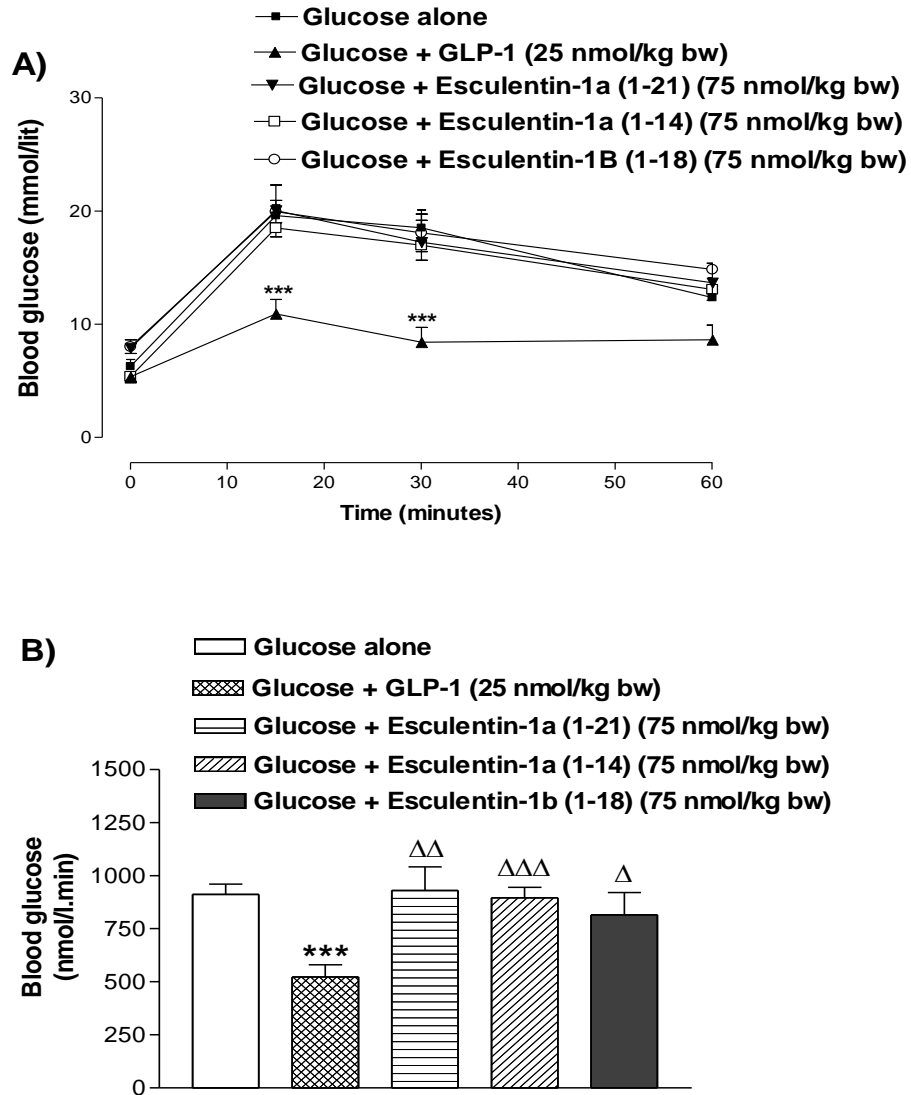 A)
Glucose alone
Glucose + GLP-1 (25 nmol/kg bw)
Glucose + Esculentin-1a (1-21) (75 nmol/kg bw)
Glucose + Esculentin-1a (1-14) (75 nmol/kg bw)
Glucose + Esculentin-1B (1-18) (75 nmol/kg bw)
Blood glucose (mmol/lit)
30
20
10
0
***
***
0 10 20 30 40 50 60
Time (minutes)
B)
Glucose alone
Glucose + GLP-1 (25 nmol/kg bw)
Glucose + Esculentin-1a (1-21) (75 nmol/kg bw)
Glucose + Esculentin-1a (1-14) (75 nmol/kg bw)
Glucose + Esculentin-1b (1-18) (75 nmol/kg bw)
Blood glucose
(nmol/l.min)
1500
1250
1000
750
500
250
0
***
ΔΔ
ΔΔΔ
Δ